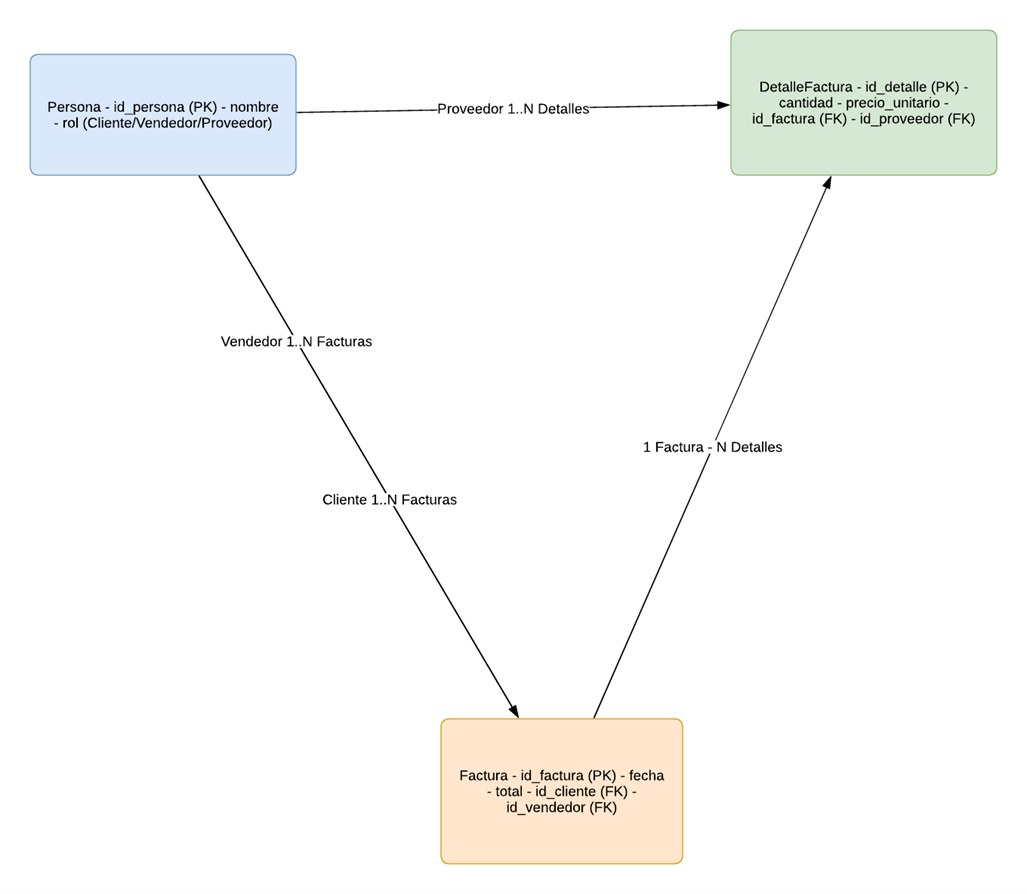 Persona - id_persona (PK) - nombre
- rol (Cliente/Vendedor/Proveedor)
Proveedor 1..N Detalles
DetalleFactura - id_detalle (PK) -
cantidad - precio_unitario -
id_factura (FK) - id_proveedor (FK)
Vendedor 1..N Facturas
1 Factura - N Detalles
Cliente 1..N Facturas
Factura - id_factura (PK) - fecha
- total - id_cliente (FK) -
id_vendedor (FK)